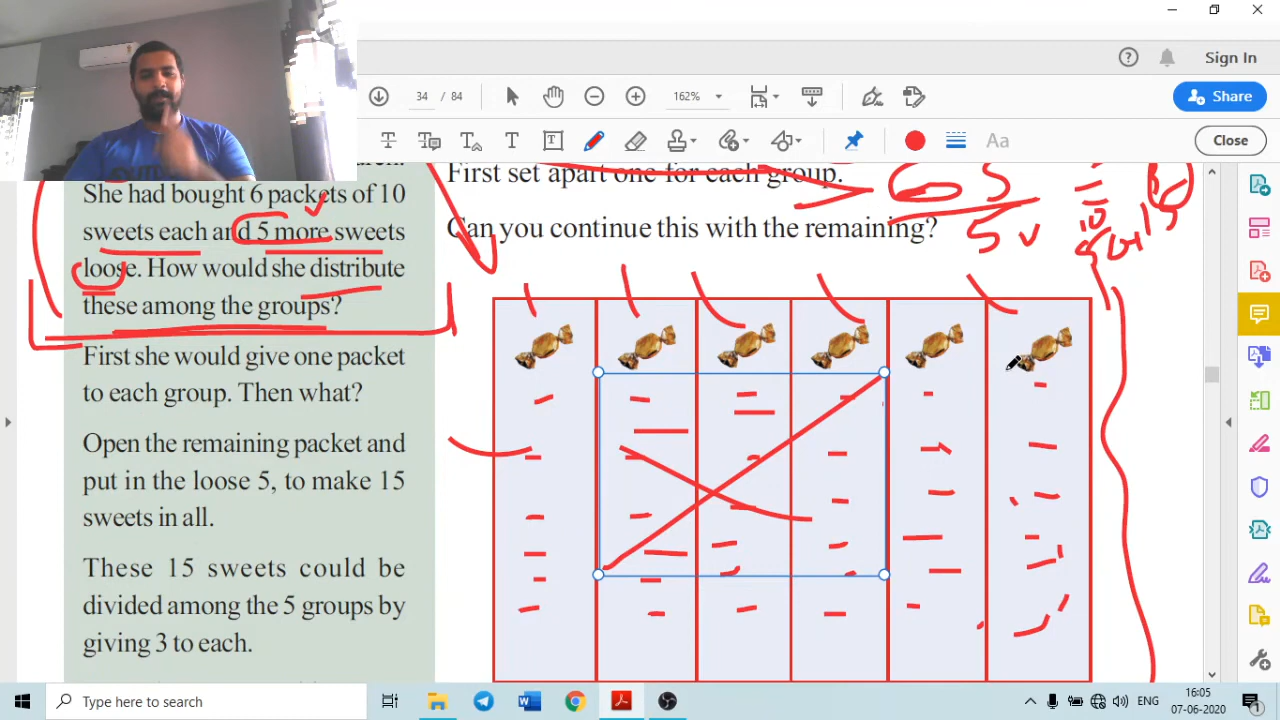 Sign In
34 / 84
162%
Share
Close
She had bought 6 packets of 10
sweets each and 5 more sweets
loose. How would she distribute
these among the groups?
First she would give one packet
to each group. Then what?
Open the remaining packet and
put in the loose 5, to make 15
sweets in all.
These 15 sweets could be
divided among the 5 groups by
giving 3 to each.
First set apart one for each group.
Can you continue this with the remaining?
65
5
10
15
Type here to search
ENG
16:05
07-06-2020